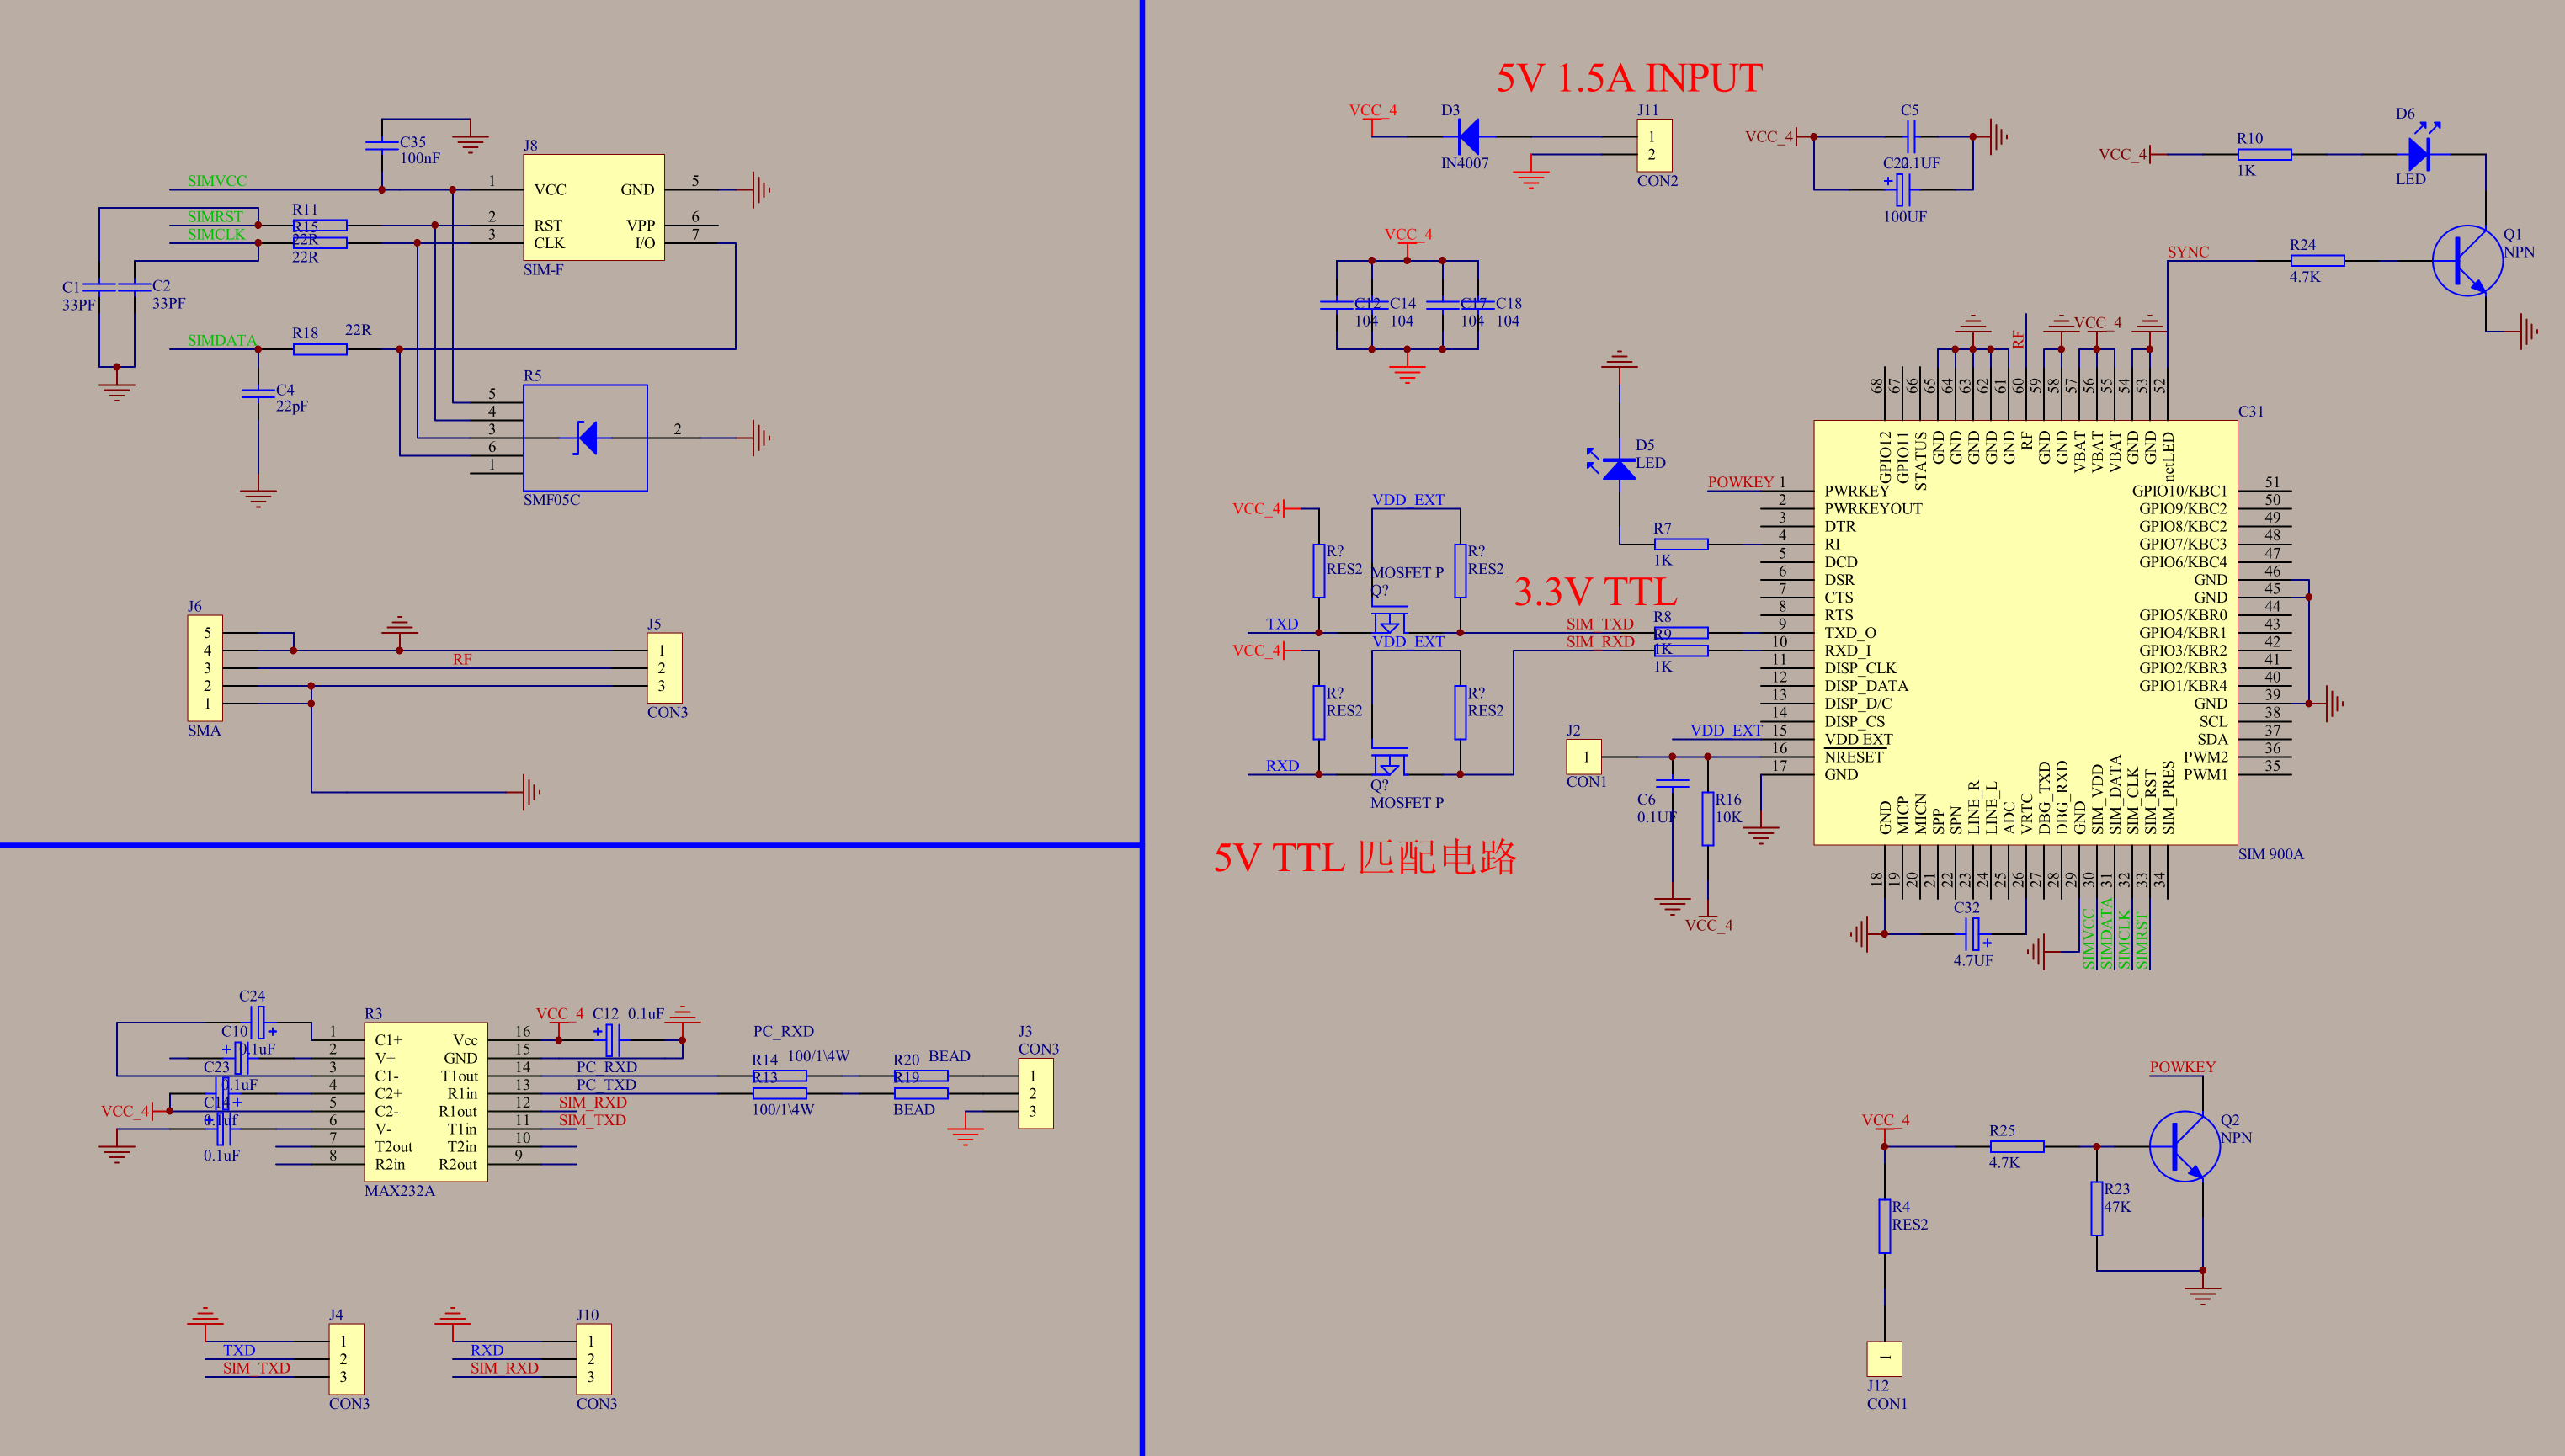 C35
100nF
J8
SIMVCC
1
VCC
GND
5
SIMRST
R11
2
RST
VPP
6
SIMCLK
R15
22R
3
CLK
I/O
7
22R
SIM-F
C1
33PF
C2
33PF
SIMDATA
R18
22R
C4
22pF
R5
5
4
3
6
1
2
SMF05C
J6
5
4
3
2
1
SMA
RF
J5
1
2
3
CON3
C24
C10
0.1uF
C23
0.1uF
VCC_4
C14
0.1uf
0.1uF
R3
1
C1+
Vcc
16
2
V+
GND
15
3
C1-
T1out
14
4
C2+
R1in
13
5
C2-
R1out
12
6
V-
T1in
11
7
T2out
T2in
10
8
R2in
R2out
9
MAX232A
VCC_4
C12
0.1uF
PC_RXD
PC_TXD
SIM_RXD
SIM_TXD
PC_RXD
R14
100/1\4W
R13
100/1\4W
R20
BEAD
R19
BEAD
J3
CON3
1
2
3
J4
1
TXD
2
SIM_TXD
3
CON3
J10
1
RXD
2
SIM_RXD
3
CON3
5V 1.5A INPUT
VCC_4
D3
IN4007
J11
1
2
CON2
VCC_4
C5
0.1UF
100UF
VCC_4
R10
1K
D6
LED
SYNC
R24
4.7K
Q1
NPN
VCC_4
C12
104
C14
104
C17
104
C18
104
D5
LED
R7
1K
VCC_4
VDD_EXT
R?
RES2
MOSFET P
Q?
R?
RES2
3.3V TTL
TXD
SIM_TXD
R8
VCC_4
VDD_EXT
SIM_RXD
R9
1K
1K
R?
RES2
R?
RES2
RXD
Q?
MOSFET P
5V TTL 匹配电路
J2
1
CON1
VDD_EXT
C6
0.1UF
R16
10K
VCC_4
RF
VCC_4
68
67
66
65
64
63
62
61
60
59
58
57
56
55
54
53
52
C31
GPIO12
GPIO11
STATUS
GND
GND
GND
GND
GND
RF
GND
GND
VBAT
VBAT
VBAT
GND
GND
netLED
POWKEY
1
PWRKEY
2
PWRKEYOUT
3
DTR
4
RI
5
DCD
6
DSR
7
CTS
8
RTS
9
TXD_O
10
RXD_I
11
DISP_CLK
12
DISP_DATA
13
DISP_D/C
14
DISP_CS
15
VDD EXT
16
NRESET
17
GND
GPIO10/KBC1
51
GPIO9/KBC2
50
GPIO8/KBC2
49
GPIO7/KBC3
48
GPIO6/KBC4
47
GND
46
GND
45
GPIO5/KBR0
44
GPIO4/KBR1
43
GPIO3/KBR2
42
GPIO2/KBR3
41
GPIO1/KBR4
40
GND
39
SCL
38
SDA
37
PWM2
36
PWM1
35
GND
MICP
MICN
SPP
SPN
LINE_R
LINE_L
ADC
VRTC
DBG_TXD
DBG_RXD
GND
SIM_VDD
SIM_DATA
SIM_CLK
SIM_RST
SIM_PRES
SIM 900A
18
19
20
21
22
23
24
25
26
27
28
29
30
31
32
33
34
C32
4.7UF
SIMVCC
SIMDATA
SIMCLK
SIMRST
POWKEY
VCC_4
R25
4.7K
Q2
NPN
R4
RES2
R23
47K
1
J12
CON1